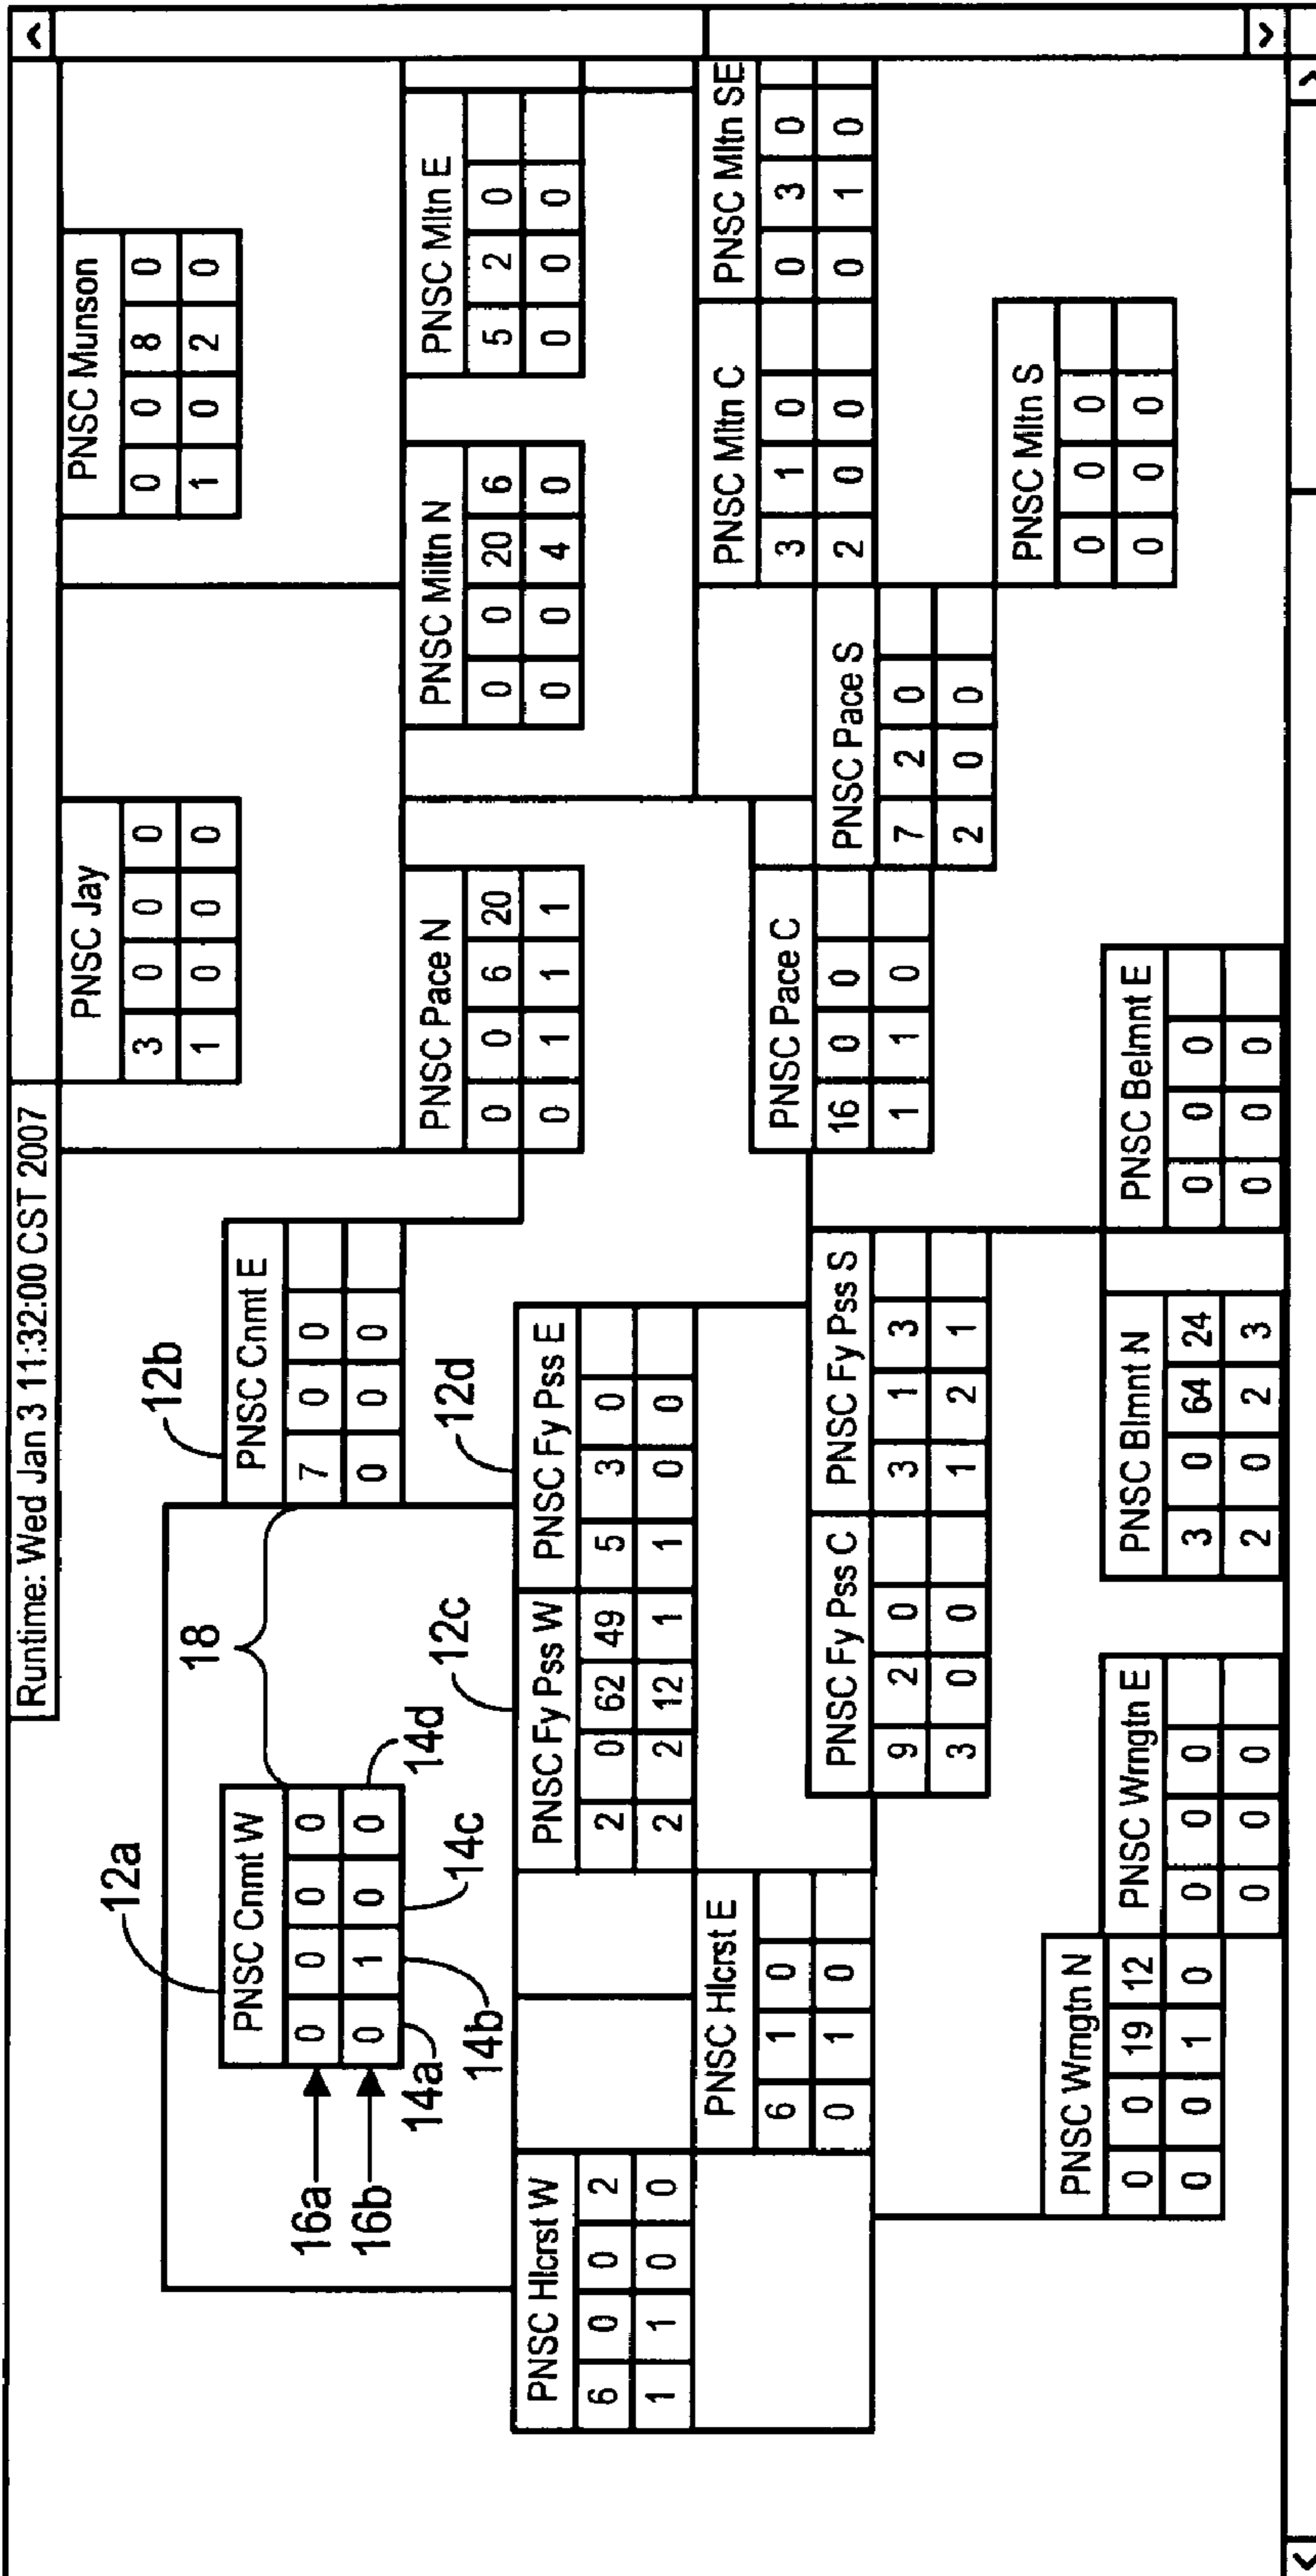 Runtime: Wed Jan 3 11:32:00 CST 2007
PNSC Jay
3 0 0 0
1 0 0 0
PNSC Munson
0 0 8 0
1 0 2 0
12a
PNSC Cnmt W
0 0 0 0
0 1 0 0
16a
16b
14a
14b
14c
14d
18
12b
PNSC Cnmt E
7 0 0
0 0 0
PNSC Pace N
0 0 6 20
0 1 1 1
PNSC Miltn N
0 0 20 6
0 0 4 0
PNSC Mltn E
5 2 0
0 0 0
PNSC Hlcrst W
6 0 0 2
1 1 0 0
12c
PNSC Fy Pss W
2 0 62 49
2 2 12 1
12d
PNSC Fy Pss E
5 3 0
1 0 0
PNSC Hlcrst E
6 1 0
0 1 0
PNSC Mltn C
3 1 0
2 0 0
PNSC Mltn SE
0 3 0
0 1 0
PNSC Pace C
16 0 0
1 1 0
PNSC Fy Pss C
9 2 0
3 0 0
PNSC Fy Pss S
3 1 3
1 2 1
PNSC Pace S
7 2 0
2 0 0
PNSC Mltn S
0 0 0
0 0 0
PNSC Wrngtn N
0 0 19 12
0 0 1 0
PNSC Wrngtn E
0 0 0
0 0 0
PNSC Blmnt N
3 0 64 24
2 0 2 3
PNSC Belmnt E
0 0 0
0 0 0